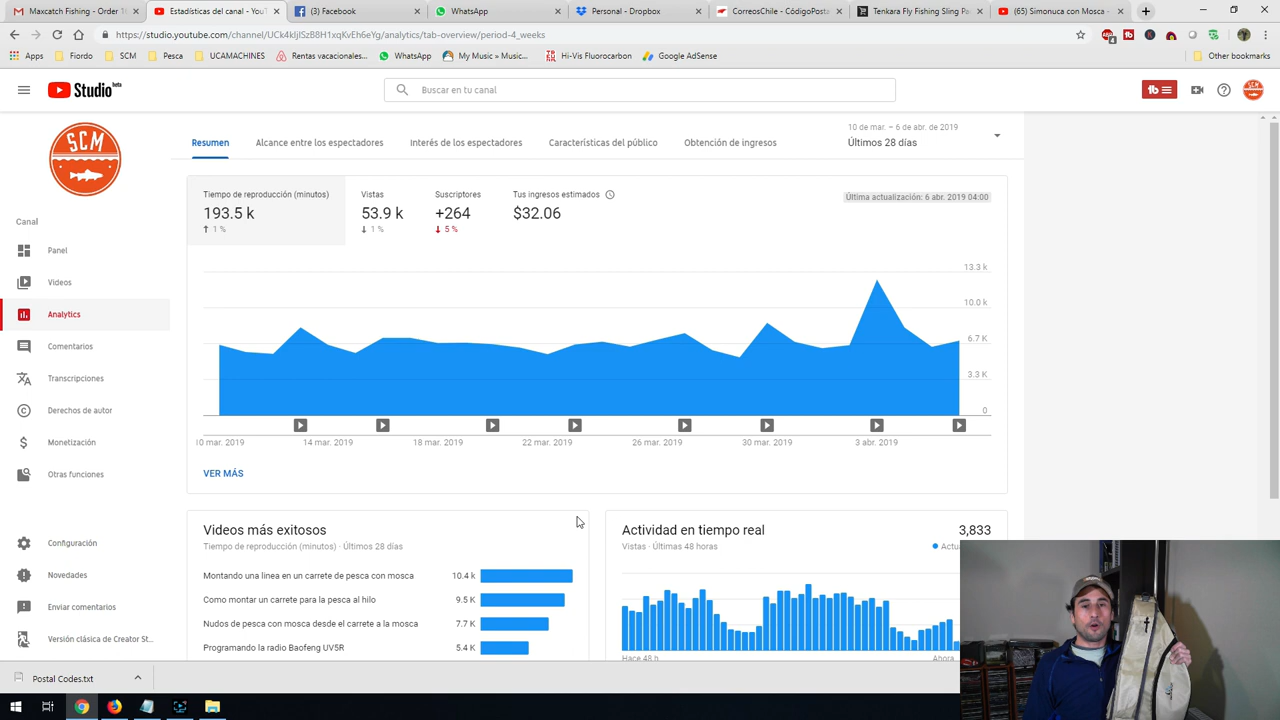 Maxcatch Fishing - Order 1
Estadísticas del canal - YouT
(3) Facebook
WhatsApp
Personal - Dropbox
CorreosChile - CódigoPost
Tenkara Fly Fishing Sling Pa
(65) Simonuca con Mosca -
https://studio.youtube.com/channel/UCk4kJjISzB8H1xqKvEh6eYg/analytics/tab-overview/period-4_weeks
Apps
Fiordo
SCM
Pesca
UCAMACHINES
Rentas vacacionales...
WhatsApp
My Music » Music...
Hi-Vis Fluorocarbon
Google AdSense
Other bookmarks
Studio beta
Buscar en tu canal
tb
SCM
Canal
Panel
Videos
Analytics
Comentarios
Transcripciones
Derechos de autor
Monetización
Otras funciones
Configuración
Novedades
Enviar comentarios
Versión clásica de Creator St...
Resumen
Alcance entre los espectadores
Interés de los espectadores
Características del público
Obtención de ingresos
10 de mar. – 6 de abr. de 2019
Últimos 28 días
Tiempo de reproducción (minutos)
193.5 k
1 %
Vistas
53.9 k
1 %
Suscriptores
+264
5 %
Tus ingresos estimados
$32.06
Última actualización: 6 abr. 2019 04:00
13.3 k
10.0 k
6.7 K
3.3 K
0
10 mar. 2019
14 mar. 2019
18 mar. 2019
22 mar. 2019
26 mar. 2019
30 mar. 2019
3 abr. 2019
VER MÁS
Videos más exitosos
Tiempo de reproducción (minutos) · Últimos 28 días
Montando una linea en un carrete de pesca con mosca
10.4 k
Como montar un carrete para la pesca al hilo
9.5 K
Nudos de pesca con mosca desde el carrete a la mosca
7.7 K
Programando la radio Baofeng UV5R
5.4 K
Actividad en tiempo real
3,833
Vistas · Últimas 48 horas
Actu
Hace 48 h
Ahora
Postal Codes.txt